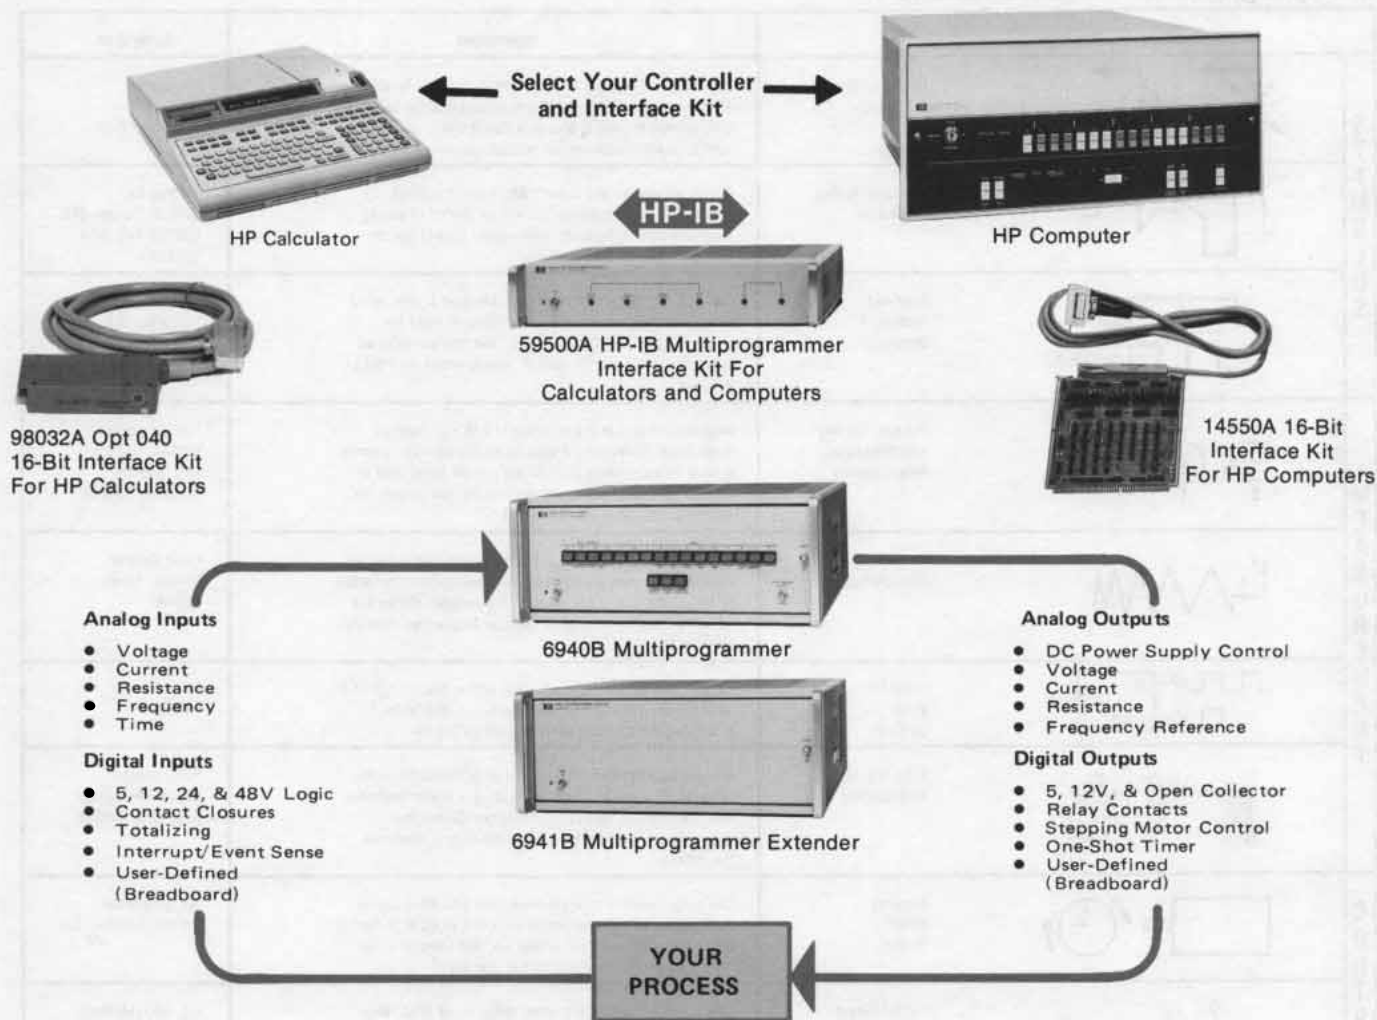 Select Your Controller
and Interface Kit
HP Calculator
HP-IB
HP Computer
59500A HP-IB Multiprogrammer
Interface Kit For
Calculators and Computers
98032A Opt 040
16-Bit Interface Kit
For HP Calculators
14550A 16-Bit
Interface Kit
For HP Computers
6940B Multiprogrammer
6941B Multiprogrammer Extender
Analog Inputs
● Voltage
● Current
● Resistance
● Frequency
● Time
Digital Inputs
● 5, 12, 24, & 48V Logic
● Contact Closures
● Totalizing
● Interrupt/Event Sense
● User-Defined
(Breadboard)
Analog Outputs
● DC Power Supply Control
● Voltage
● Current
● Resistance
● Frequency Reference
Digital Outputs
● 5, 12V, & Open Collector
● Relay Contacts
● Stepping Motor Control
● One-Shot Timer
● User-Defined
(Breadboard)
YOUR
PROCESS